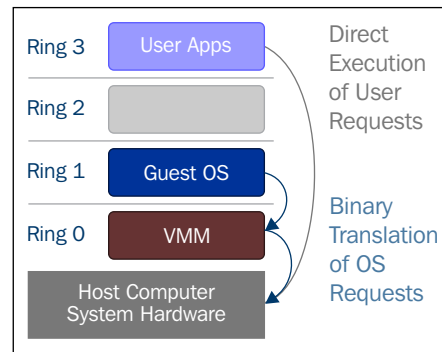 Ring 3
User Apps
Direct
Execution
of User
Requests
Ring 2
Ring 1
Guest OS
Binary
Translation
of OS
Requests
Ring 0
VMM
Host Computer
System Hardware